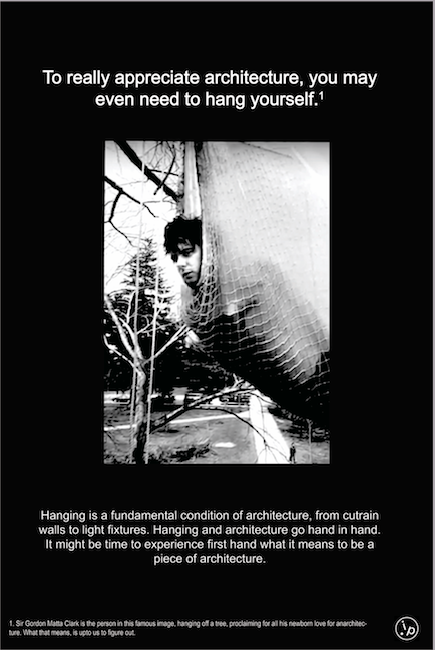 To really appreciate architecture, you may
even need to hang yourself.¹
Hanging is a fundamental condition of architecture, from cutrain
walls to light fixtures. Hanging and architecture go hand in hand.
It might be time to experience first hand what it means to be a
piece of architecture.
1. Sir Gordon Matta Clark is the person in this famous image, hanging off a tree, proclaiming for all his newborn love for anarchitec-
ture. What that means, is upto us to figure out.